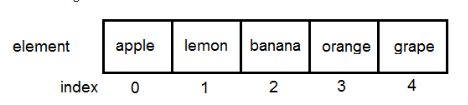 element apple lemon banana orange grape
index 0 1 2 3 4